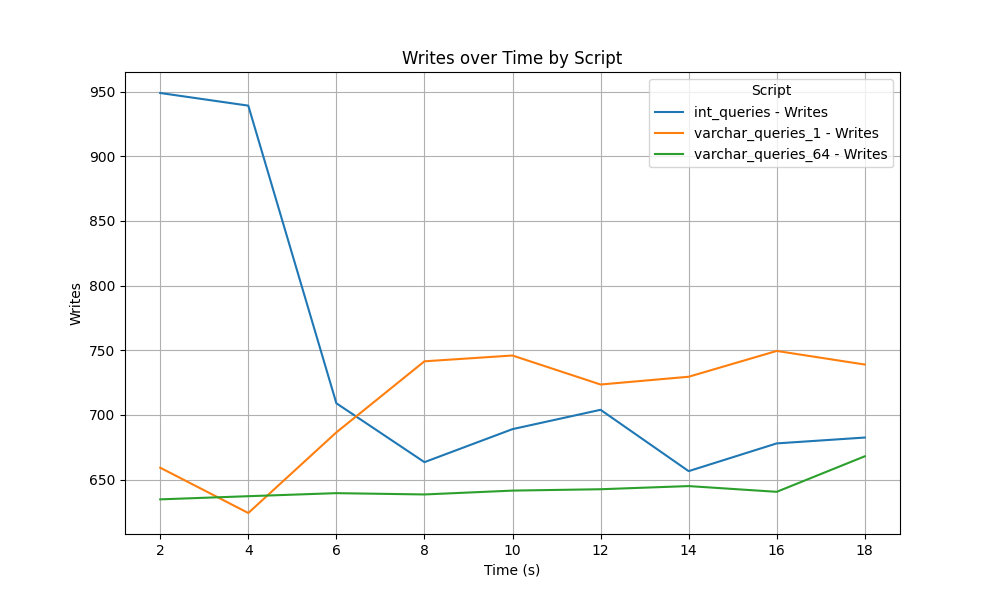 Writes over Time by Script
Script
int_queries - Writes
varchar_queries_1 - Writes
varchar_queries_64 - Writes
950
900
850
800
750
700
650
Writes
2 4 6 8 10 12 14 16 18
Time (s)